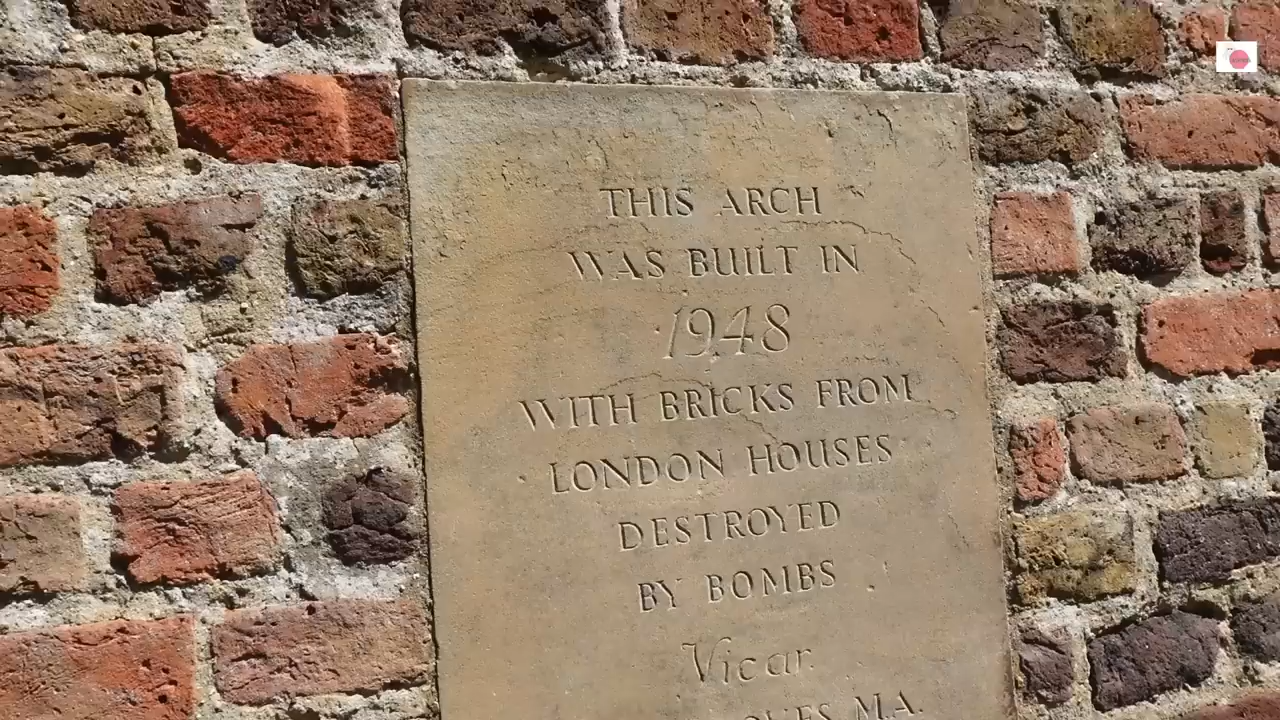 THIS ARCH
WAS BUILT IN
1948
WITH BRICKS FROM
LONDON HOUSES
DESTROYED
BY BOMBS
Vicar
M.A.